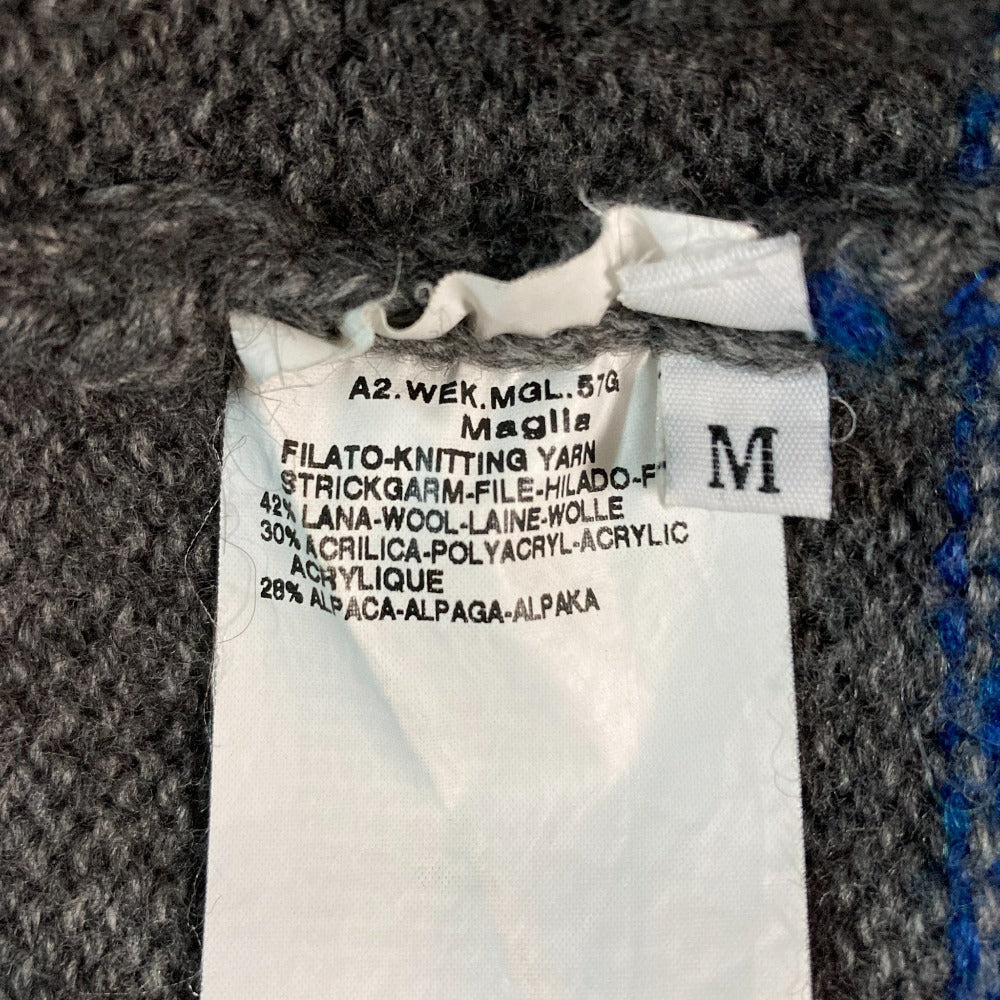 A2.WEK.MGL.57G
Maglia
FILATO-KNITTING YARN
STRICKGARM-FILE-HILADO-F
42% LANA-WOOL-LAINE-WOLLE
30% ACRILICA-POLYACRYL-ACRYLIC
ACRYLIQUE
28% ALPACA-ALPAGA-ALPAKA
M